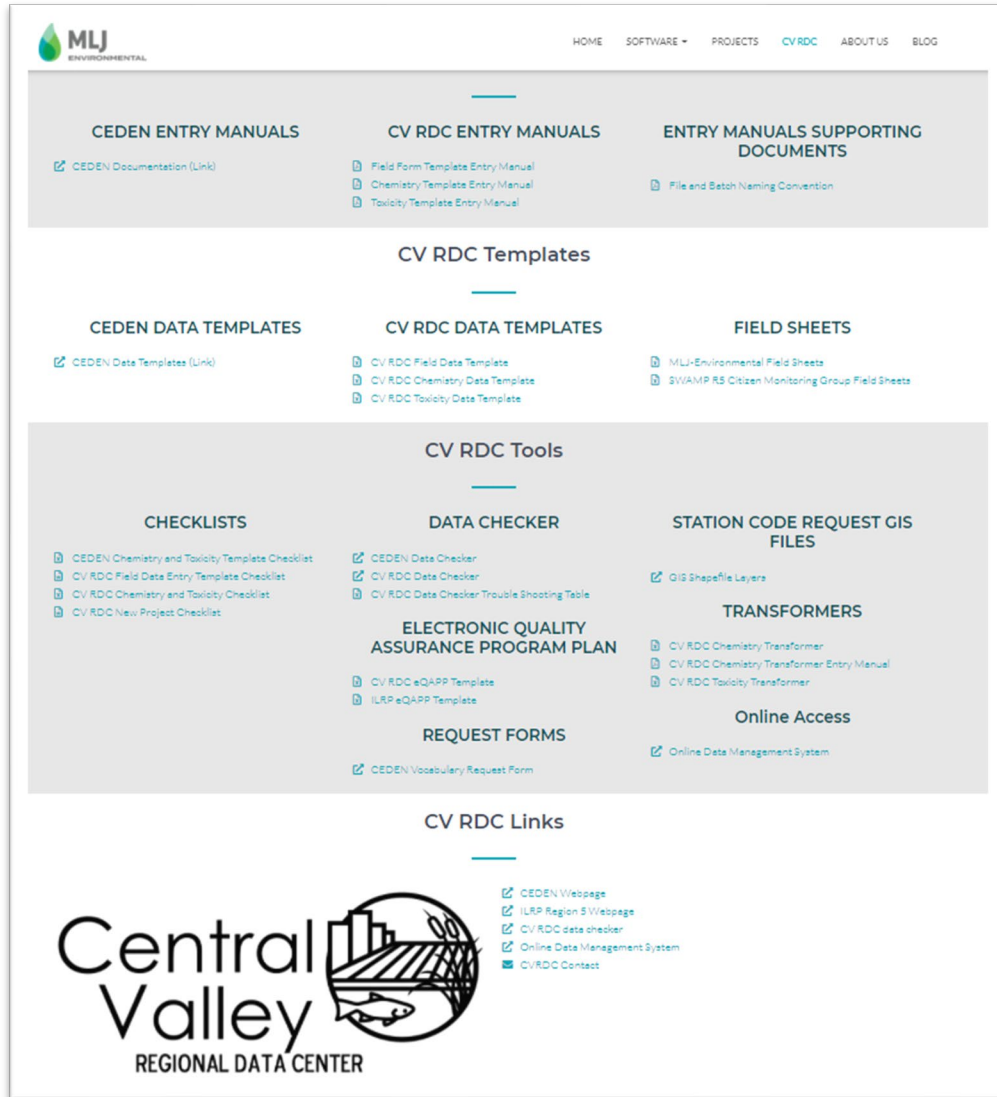 MLJ
ENVIRONMENTAL
HOME SOFTWARE PROJECTS CV RDC ABOUT US BLOG
CEDEN ENTRY MANUALS
CEDEN Documentation (Link)
CV RDC ENTRY MANUALS
Field Form Template Entry Manual
Chemistry Template Entry Manual
Toxicity Template Entry Manual
ENTRY MANUALS SUPPORTING
DOCUMENTS
File and Batch Naming Convention
CV RDC Templates
CEDEN DATA TEMPLATES
CEDEN Data Templates (Link)
CV RDC DATA TEMPLATES
CV RDC Field Data Template
CV RDC Chemistry Data Template
CV RDC Toxicity Data Template
FIELD SHEETS
MLJ-Environmental Field Sheets
SWAMP R5 Citizen Monitoring Group Field Sheets
CV RDC Tools
CHECKLISTS
CEDEN Chemistry and Toxicity Template Checklist
CV RDC Field Data Entry Template Checklist
CV RDC Chemistry and Toxicity Checklist
CV RDC New Project Checklist
DATA CHECKER
CEDEN Data Checker
CV RDC Data Checker
CV RDC Data Checker Trouble Shooting Table
ELECTRONIC QUALITY
ASSURANCE PROGRAM PLAN
CV RDC eQAPP Template
ILRP eQAPP Template
REQUEST FORMS
CEDEN Vocabulary Request Form
STATION CODE REQUEST GIS
FILES
GIS Shapefile Layers
TRANSFORMERS
CV RDC Chemistry Transformer
CV RDC Chemistry Transformer Entry Manual
CV RDC Toxicity Transformer
Online Access
Online Data Management System
CV RDC Links
Central
Valley
REGIONAL DATA CENTER
CEDEN Webpage
ILRP Region 5 Webpage
CV RDC data checker
Online Data Management System
CVRDC Contact